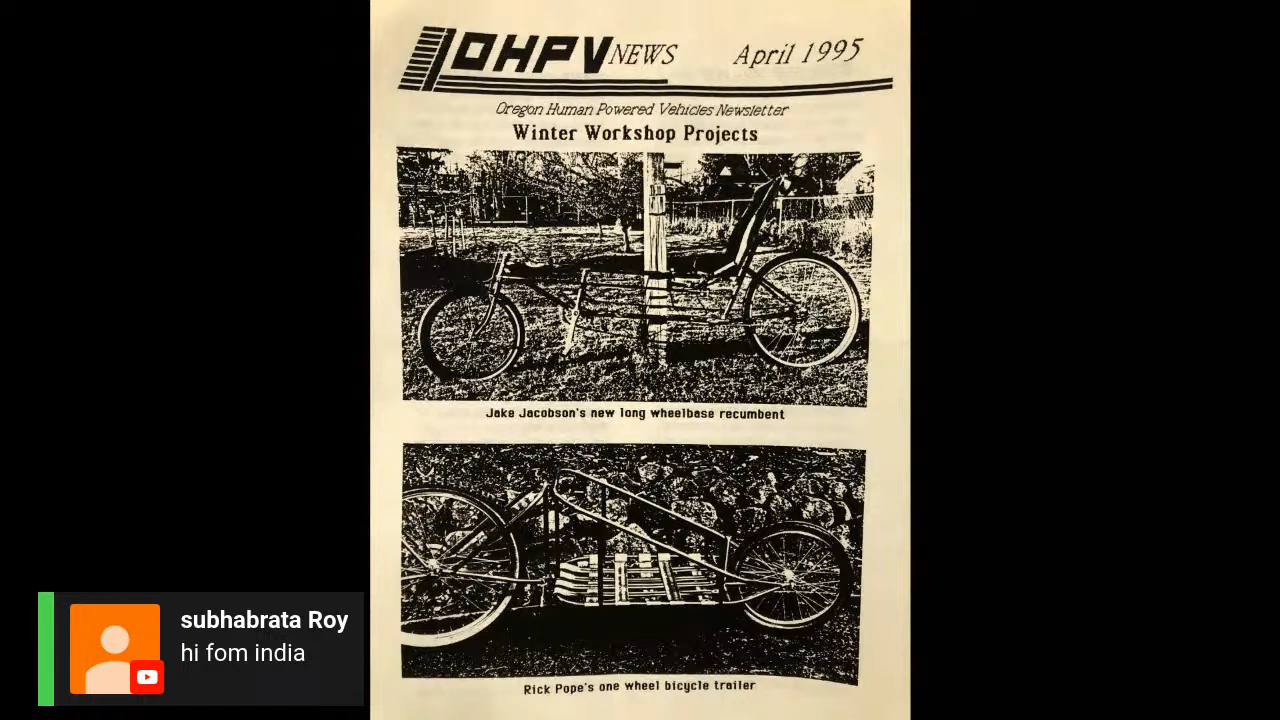 OHPV NEWS April 1995
Oregon Human Powered Vehicles Newsletter
Winter Workshop Projects
Jake Jacobson's new long wheelbase recumbent
Rick Pope's one wheel bicycle trailer
subhabrata Roy
hi fom india